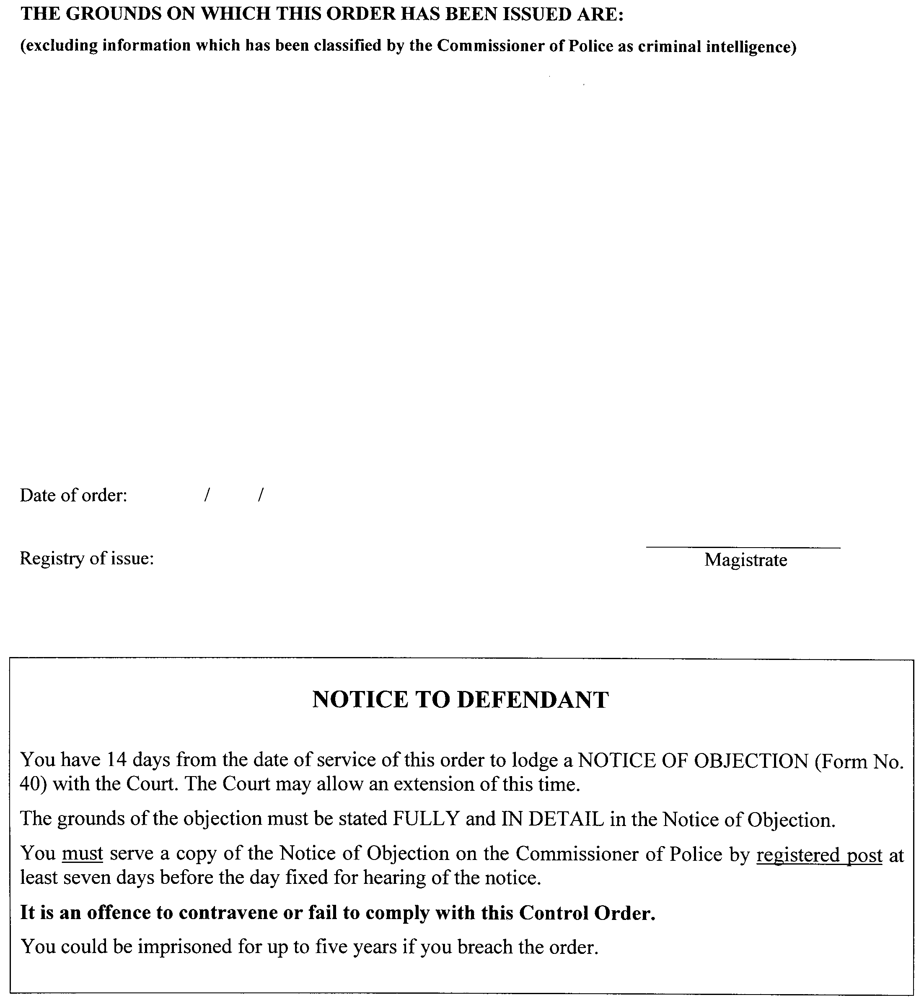 THE GROUNDS ON WHICH THIS ORDER HAS BEEN ISSUED ARE:
(excluding information which has been classified by the Commissioner of Police as criminal intelligence)
Date of order: / /
Registry of issue:
Magistrate
NOTICE TO DEFENDANT
You have 14 days from the date of service of this order to lodge a NOTICE OF OBJECTION (Form No.
40) with the Court. The Court may allow an extension of this time.
The grounds of the objection must be stated FULLY and IN DETAIL in the Notice of Objection.
You must serve a copy of the Notice of Objection on the Commissioner of Police by registered post at
least seven days before the day fixed for hearing of the notice.
It is an offence to contravene or fail to comply with this Control Order.
You could be imprisoned for up to five years if you breach the order.